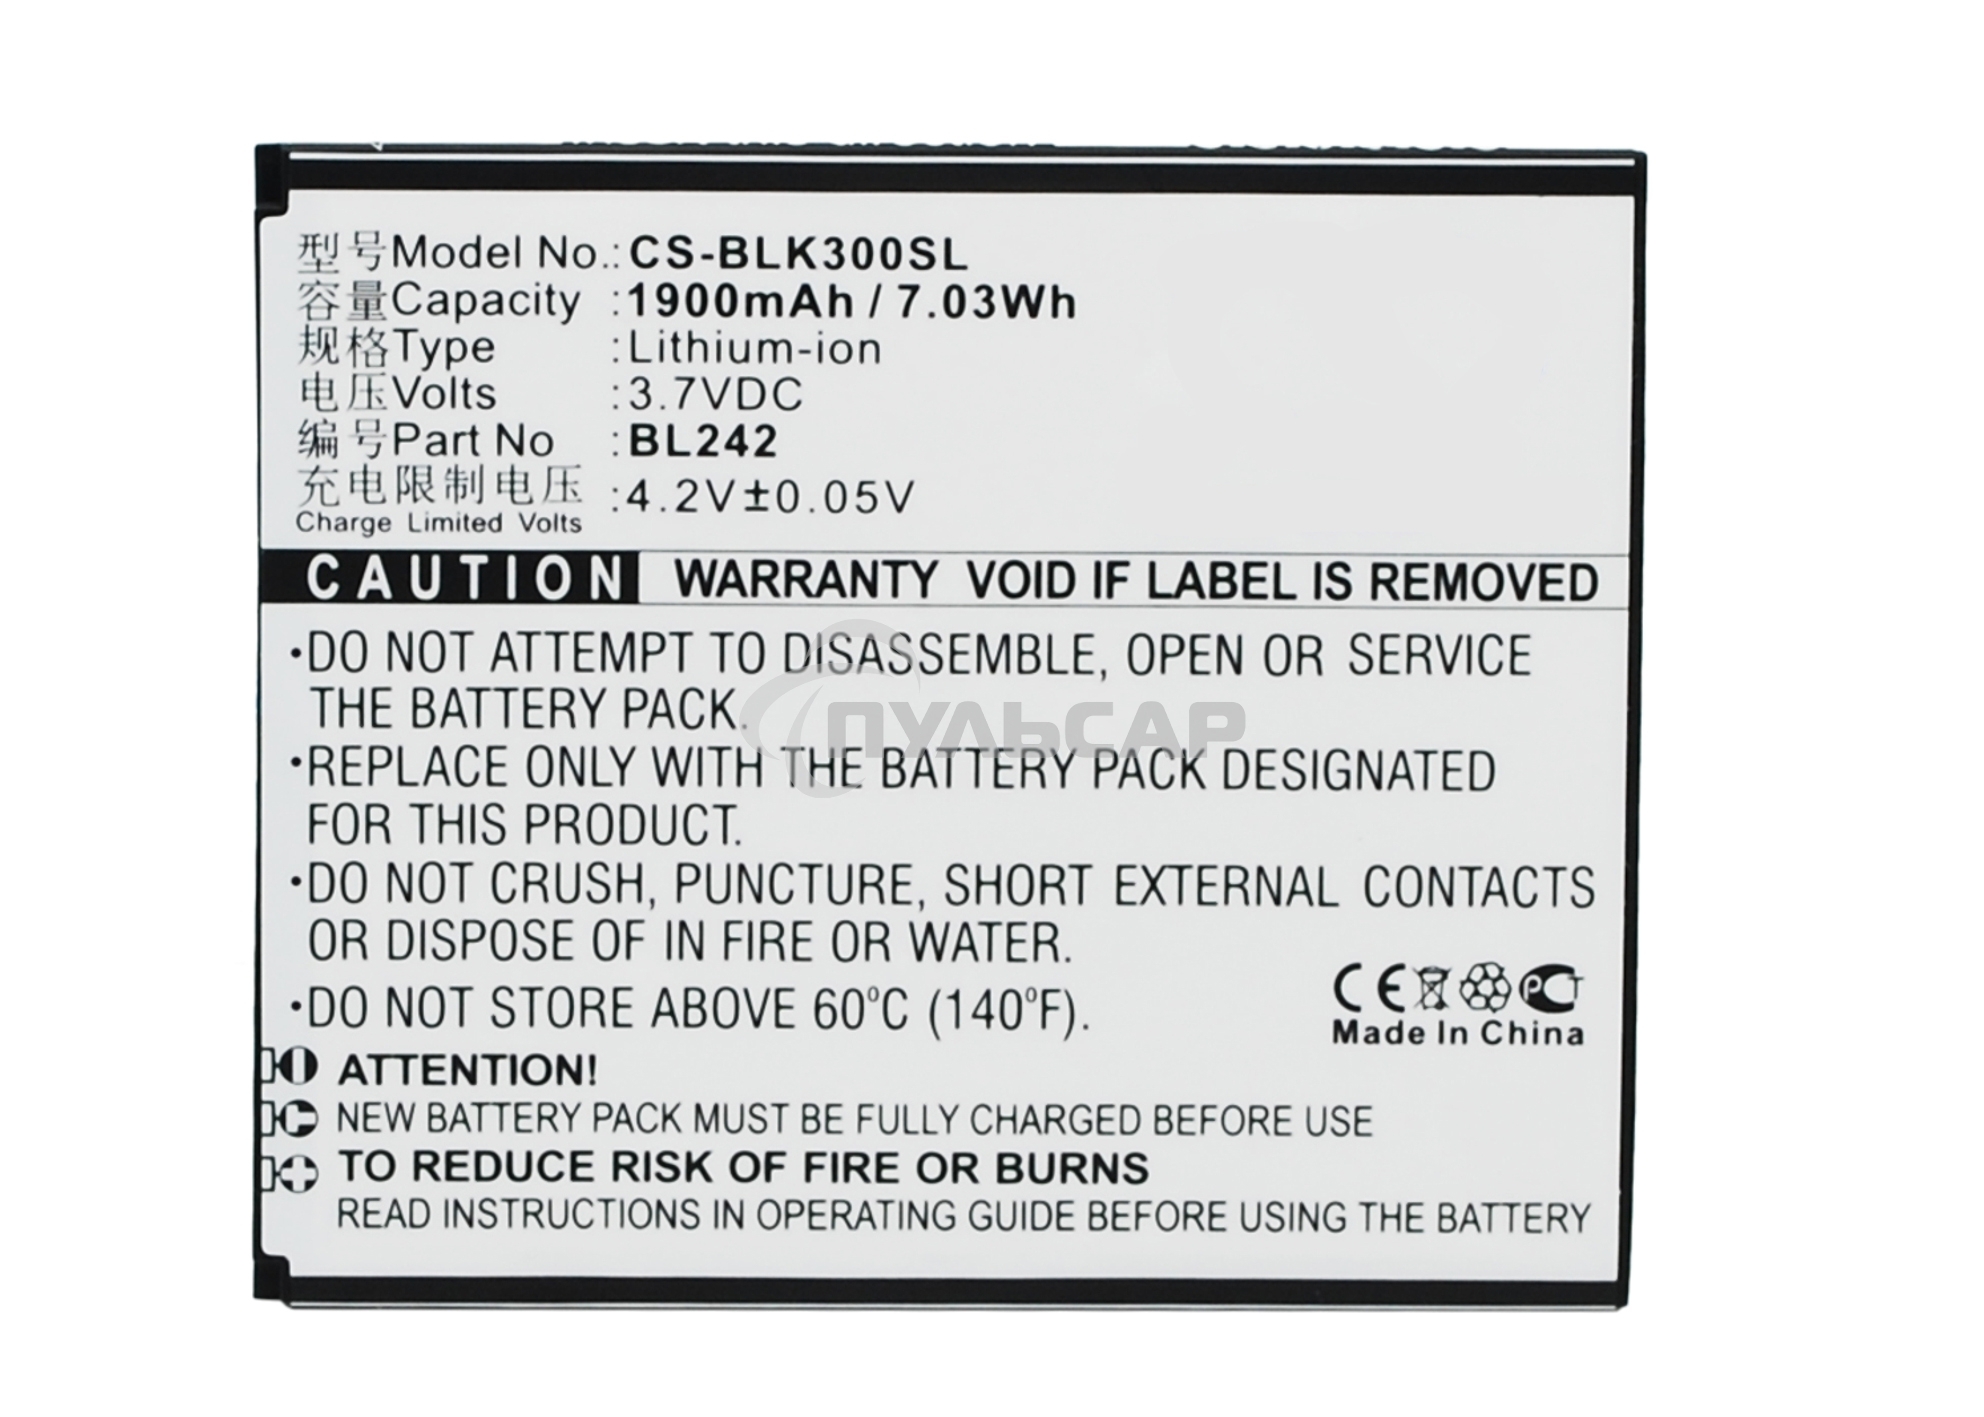 型号Model No.:CS-BLK300SL
容量Capacity :1900mAh / 7.03Wh
规格Type :Lithium-ion
电压Volts :3.7VDC
编号Part No :BL242
充电限制电压 :4.2V±0.05V
Charge Limited Volts
CAUTION WARRANTY VOID IF LABEL IS REMOVED
•DO NOT ATTEMPT TO DISASSEMBLE, OPEN OR SERVICE
THE BATTERY PACK.
ПУЛЬСАР
•REPLACE ONLY WITH THE BATTERY PACK DESIGNATED
FOR THIS PRODUCT.
•DO NOT CRUSH, PUNCTURE, SHORT EXTERNAL CONTACTS
OR DISPOSE OF IN FIRE OR WATER.
•DO NOT STORE ABOVE 60°C (140°F).
CE PCT
Made In China
ATTENTION!
NEW BATTERY PACK MUST BE FULLY CHARGED BEFORE USE
TO REDUCE RISK OF FIRE OR BURNS
READ INSTRUCTIONS IN OPERATING GUIDE BEFORE USING THE BATTERY